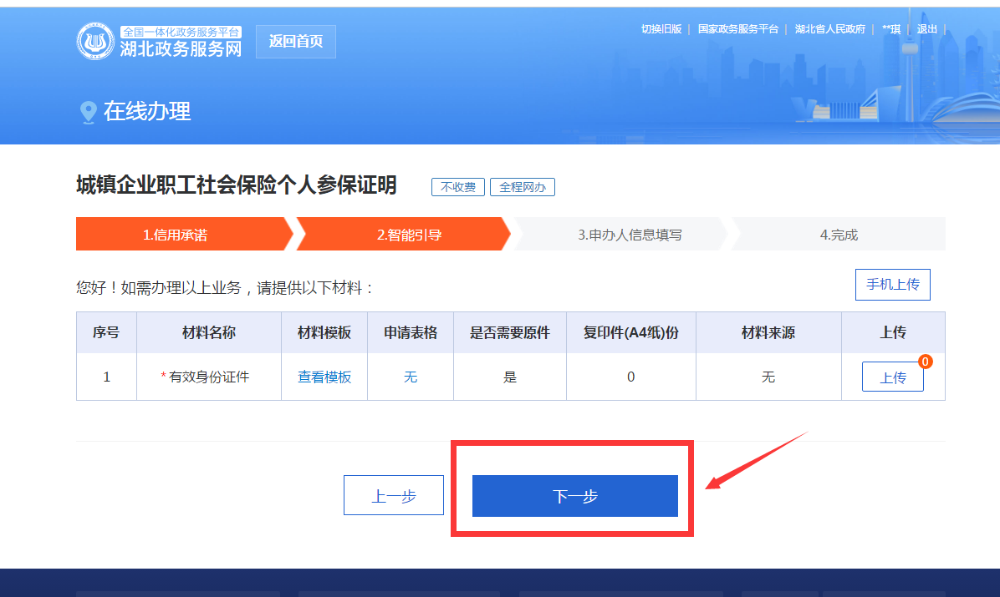 切换旧版 | 国家政务服务平台 | 湖北省人民政府 | **琪 | 退出 |
全国一体化政务服务平台
湖北政务服务网
返回首页
在线办理
城镇企业职工社会保险个人参保证明 不收费 全程网办
1.信用承诺 2.智能引导 3.申办人信息填写 4.完成
您好！如需办理以上业务，请提供以下材料：
手机上传
序号 材料名称 材料模板 申请表格 是否需要原件 复印件(A4纸)份 材料来源 上传
1 *有效身份证件 查看模板 无 是 0 无 上传 0
上一步 下一步